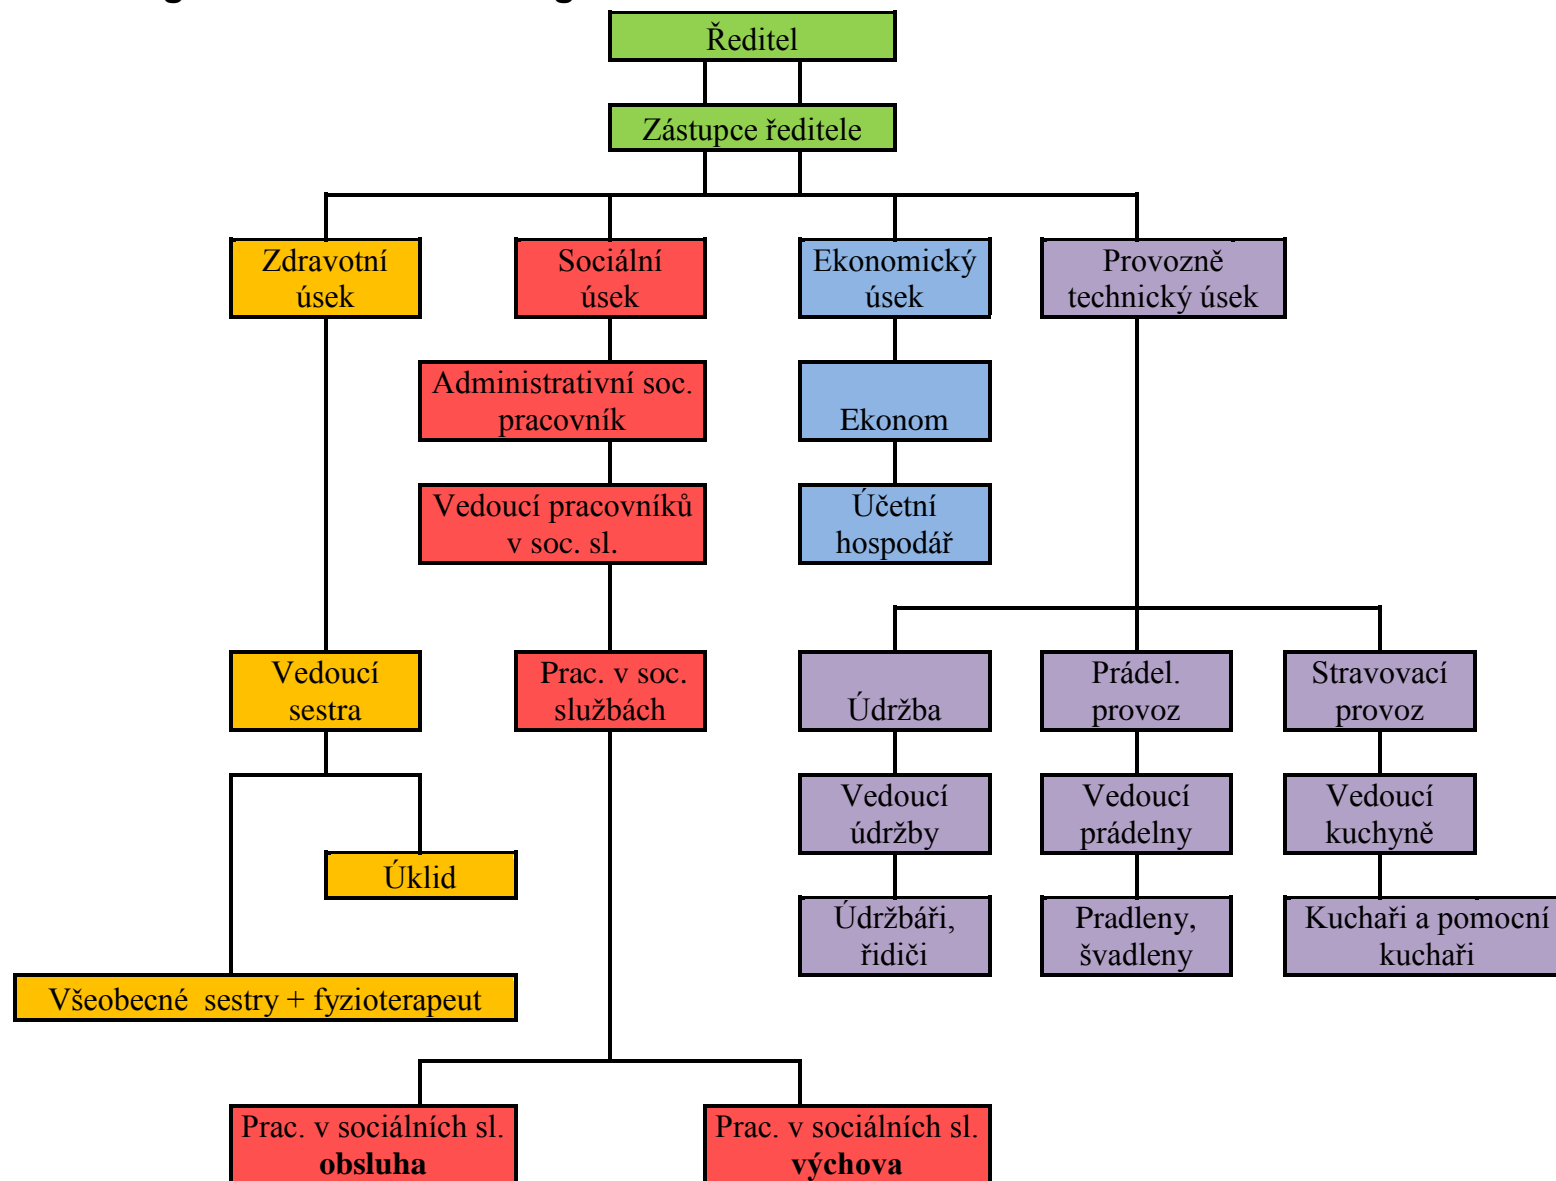 Ředitel
Zástupce ředitele
Zdravotní
úsek
Sociální
úsek
Ekonomický
úsek
Provozně
technický úsek
Administrativní soc.
pracovník
Ekonom
Vedoucí pracovníků
v soc. sl.
Účetní
hospodář
Vedoucí
sestra
Prac. v soc.
službách
Údržba
Prádel.
provoz
Stravovací
provoz
Vedoucí
údržby
Vedoucí
prádelny
Vedoucí
kuchyně
Úklid
Údržbáři,
řidiči
Pradleny,
švadleny
Kuchaři a pomocní
kuchaři
Všeobecné sestry + fyzioterapeut
Prac. v sociálních sl.
obsluha
Prac. v sociálních sl.
výchova